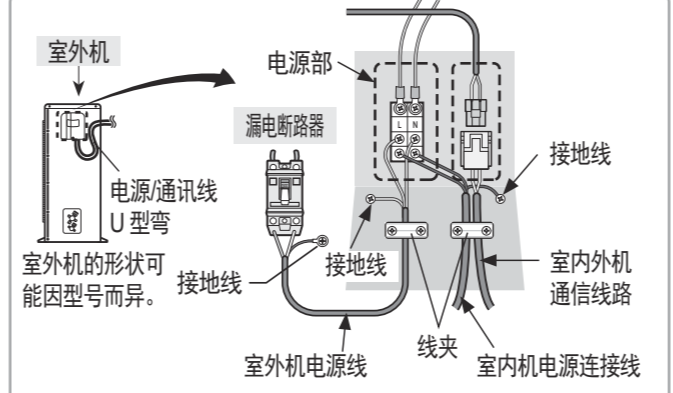 室外机
电源部
漏电断路器
L N
接地线
电源/通讯线
U 型弯
室外机的形状可
能因型号而异。
接地线
接地线
室内外机
通信线路
线夹
室外机电源线
室内机电源连接线